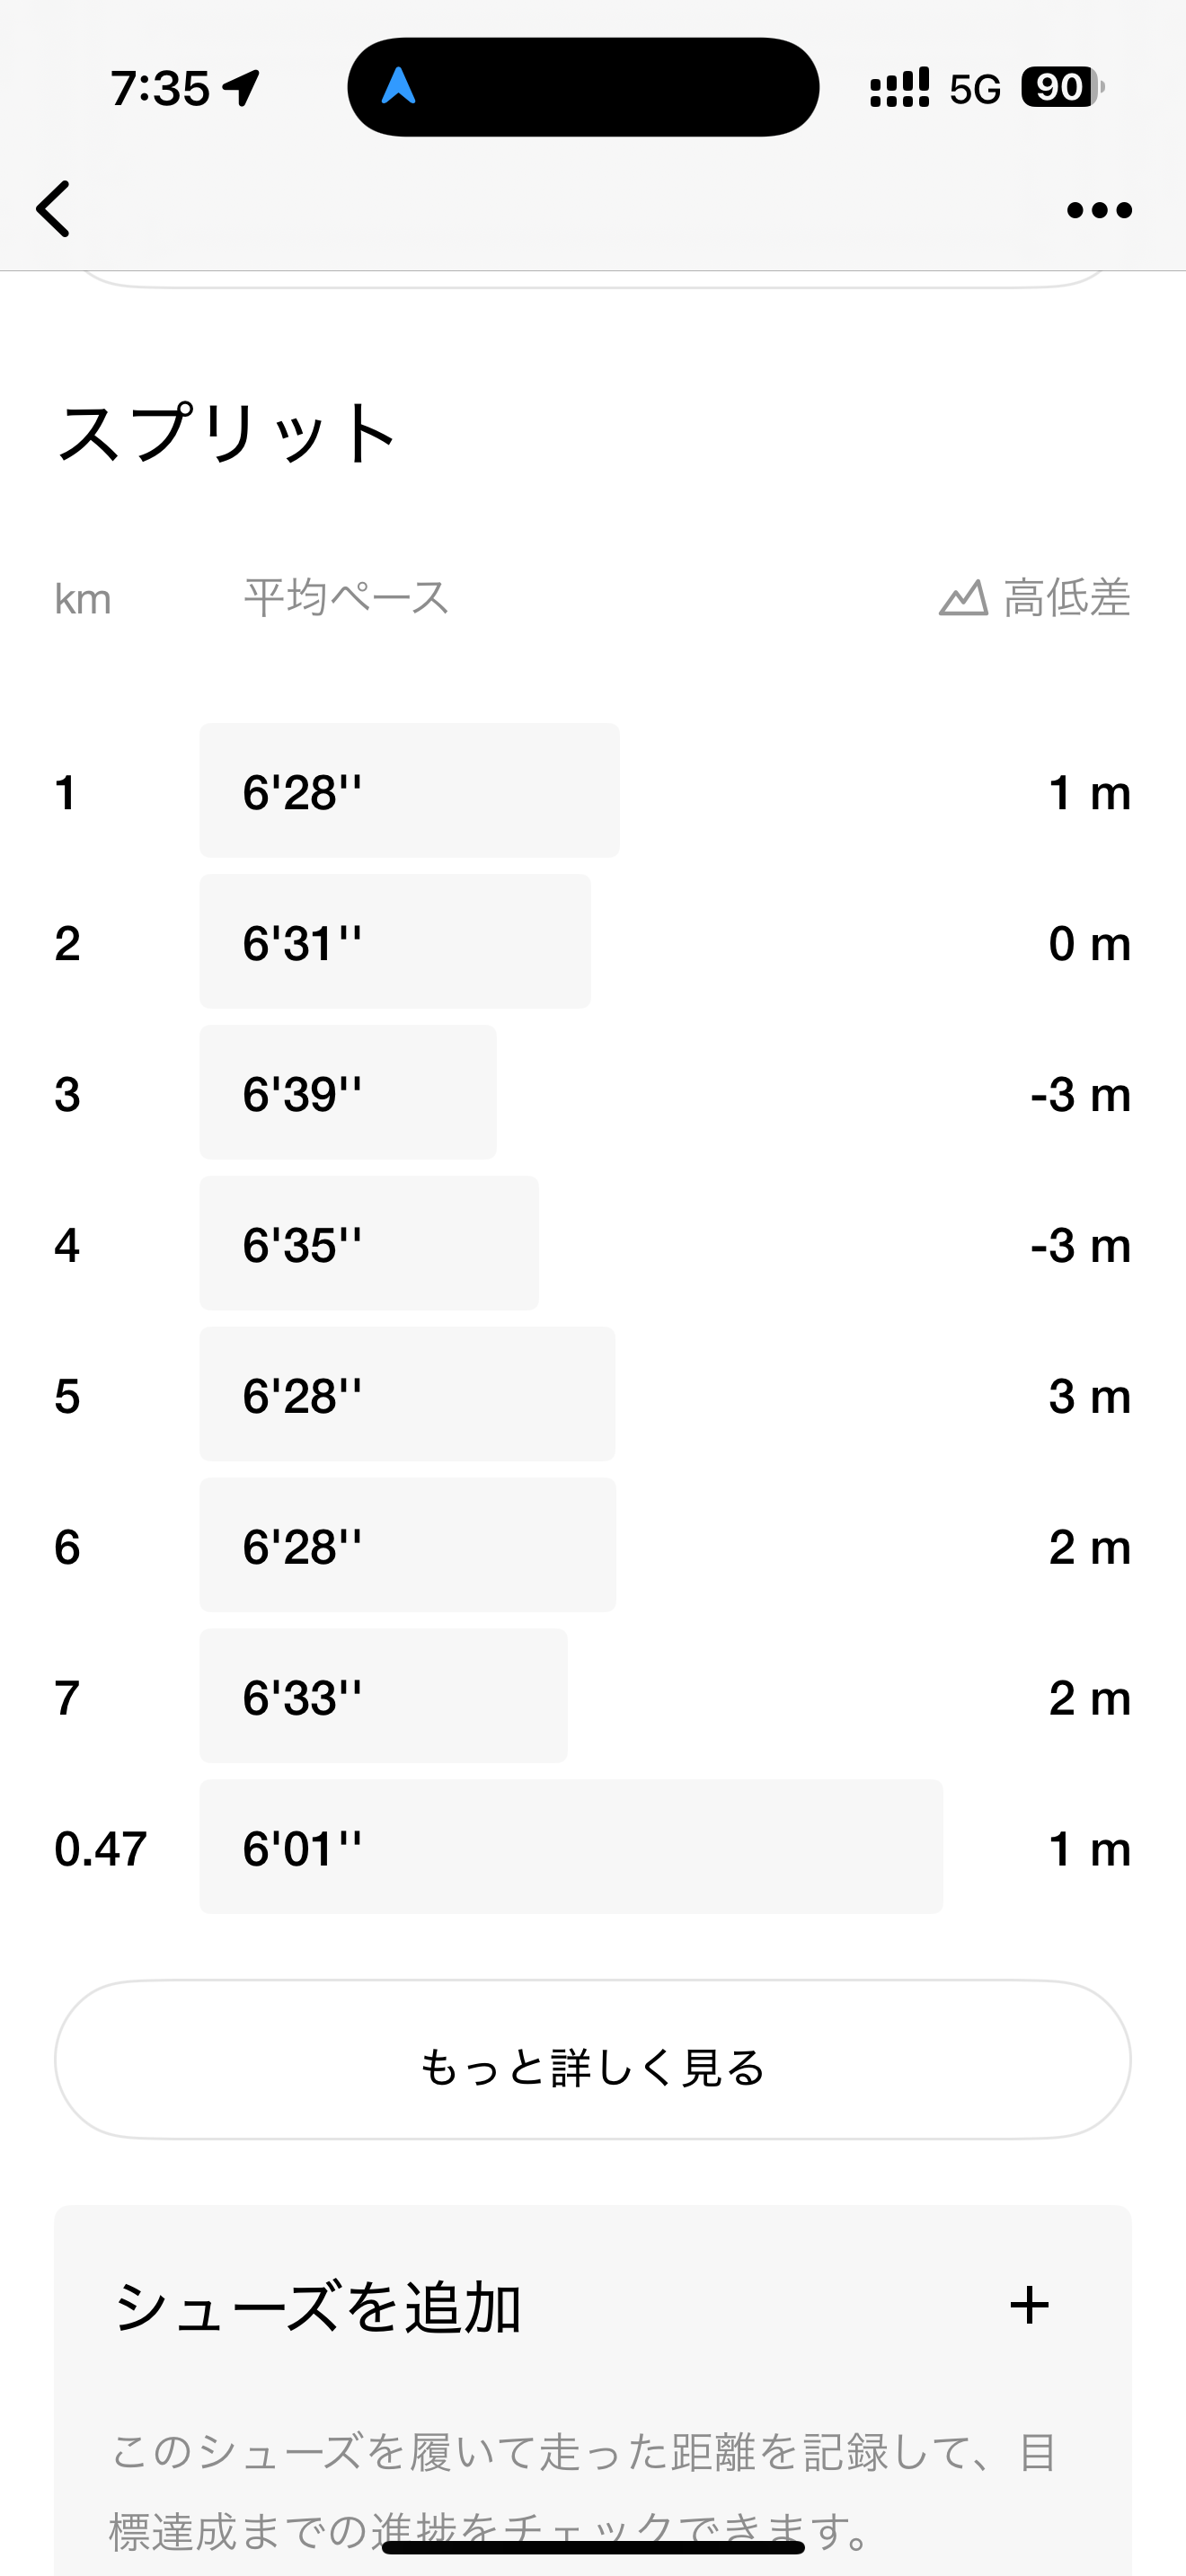 7:35 5G 90
スプリット
km 平均ペース 高低差
1 6'28'' 1 m
2 6'31'' 0 m
3 6'39'' -3 m
4 6'35'' -3 m
5 6'28'' 3 m
6 6'28'' 2 m
7 6'33'' 2 m
0.47 6'01'' 1 m
もっと詳しく見る
シューズを追加 +
このシューズを履いて走った距離を記録して、目
標達成までの進捗をチェックできます。